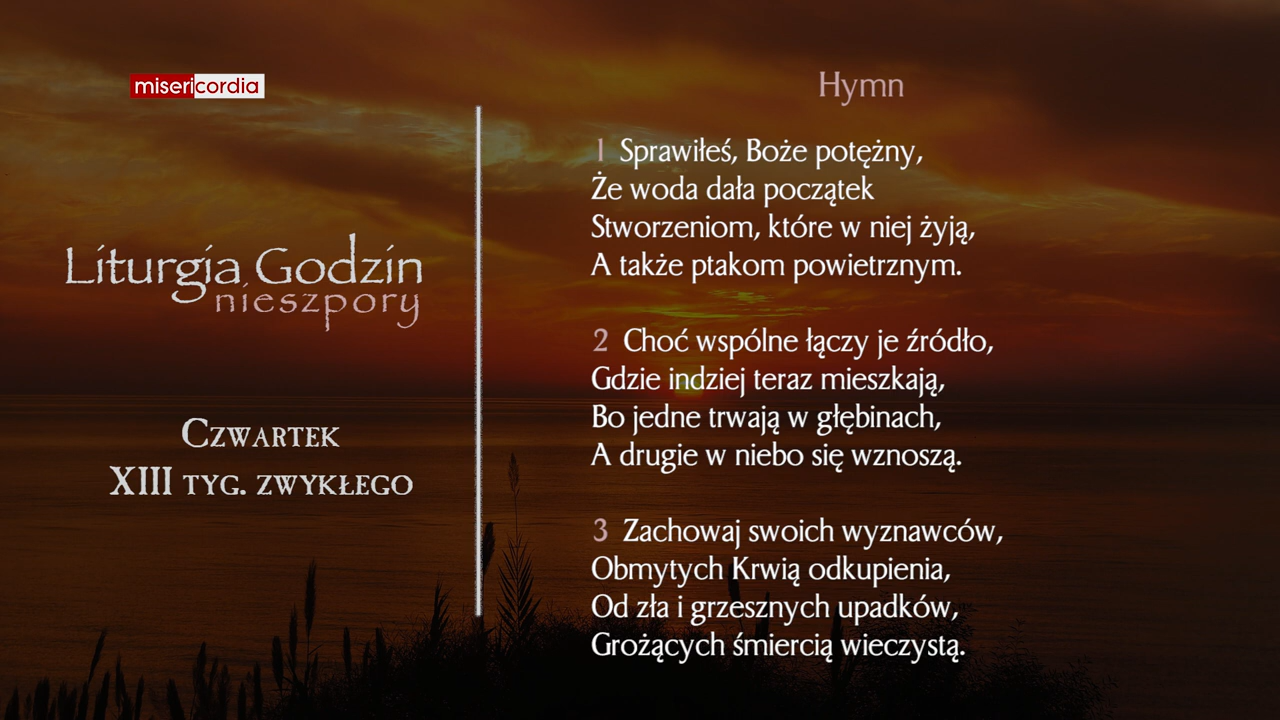 misericordia
Liturgia Godzin
nieszpory
Czwartek
XIII tyg. zwykłego
Hymn
1 Sprawiłeś, Boże potężny,
Że woda dała początek
Stworzeniom, które w niej żyją,
A także ptakom powietrznym.
2 Choć wspólne łączy je źródło,
Gdzie indziej teraz mieszkają,
Bo jedne trwają w głębinach,
A drugie w niebo się wznoszą.
3 Zachowaj swoich wyznawców,
Obmytych Krwią odkupienia,
Od zła i grzesznych upadków,
Grożących śmiercią wieczystą.